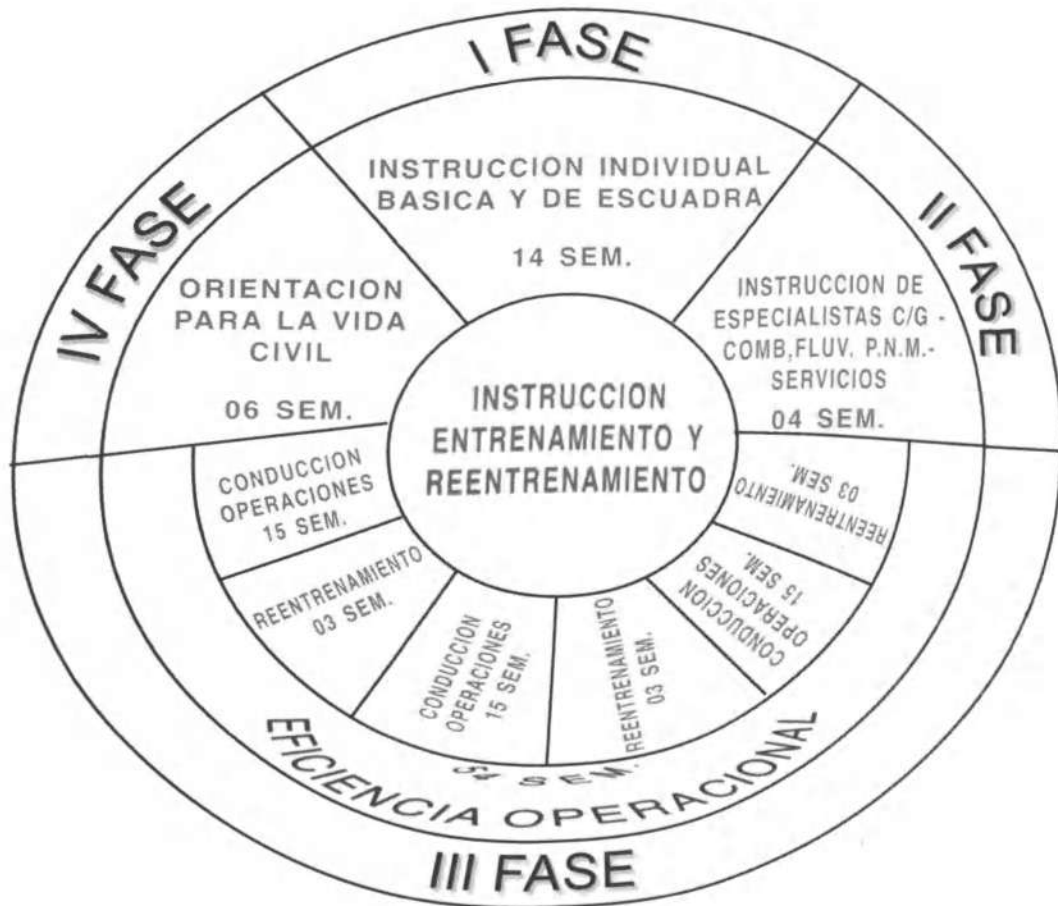 I FASE
INSTRUCCION INDIVIDUAL
BASICA Y DE ESCUADRA
14 SEM.
II FASE
INSTRUCCION DE
ESPECIALISTAS C/G -
COMB,FLUV. P.N.M.-
SERVICIOS
04 SEM.
IV FASE
ORIENTACION
PARA LA VIDA
CIVIL
06 SEM.
INSTRUCCION
ENTRENAMIENTO Y
REENTRENAMIENTO
REENTRENAMIENTO
03 SEM.
CONDUCCION
OPERACIONES
15 SEM.
REENTRENAMIENTO
03 SEM.
CONDUCCION
OPERACIONES
15 SEM.
REENTRENAMIENTO
03 SEM.
CONDUCCION
OPERACIONES
15 SEM.
54 SEM.
EFICIENCIA OPERACIONAL
III FASE